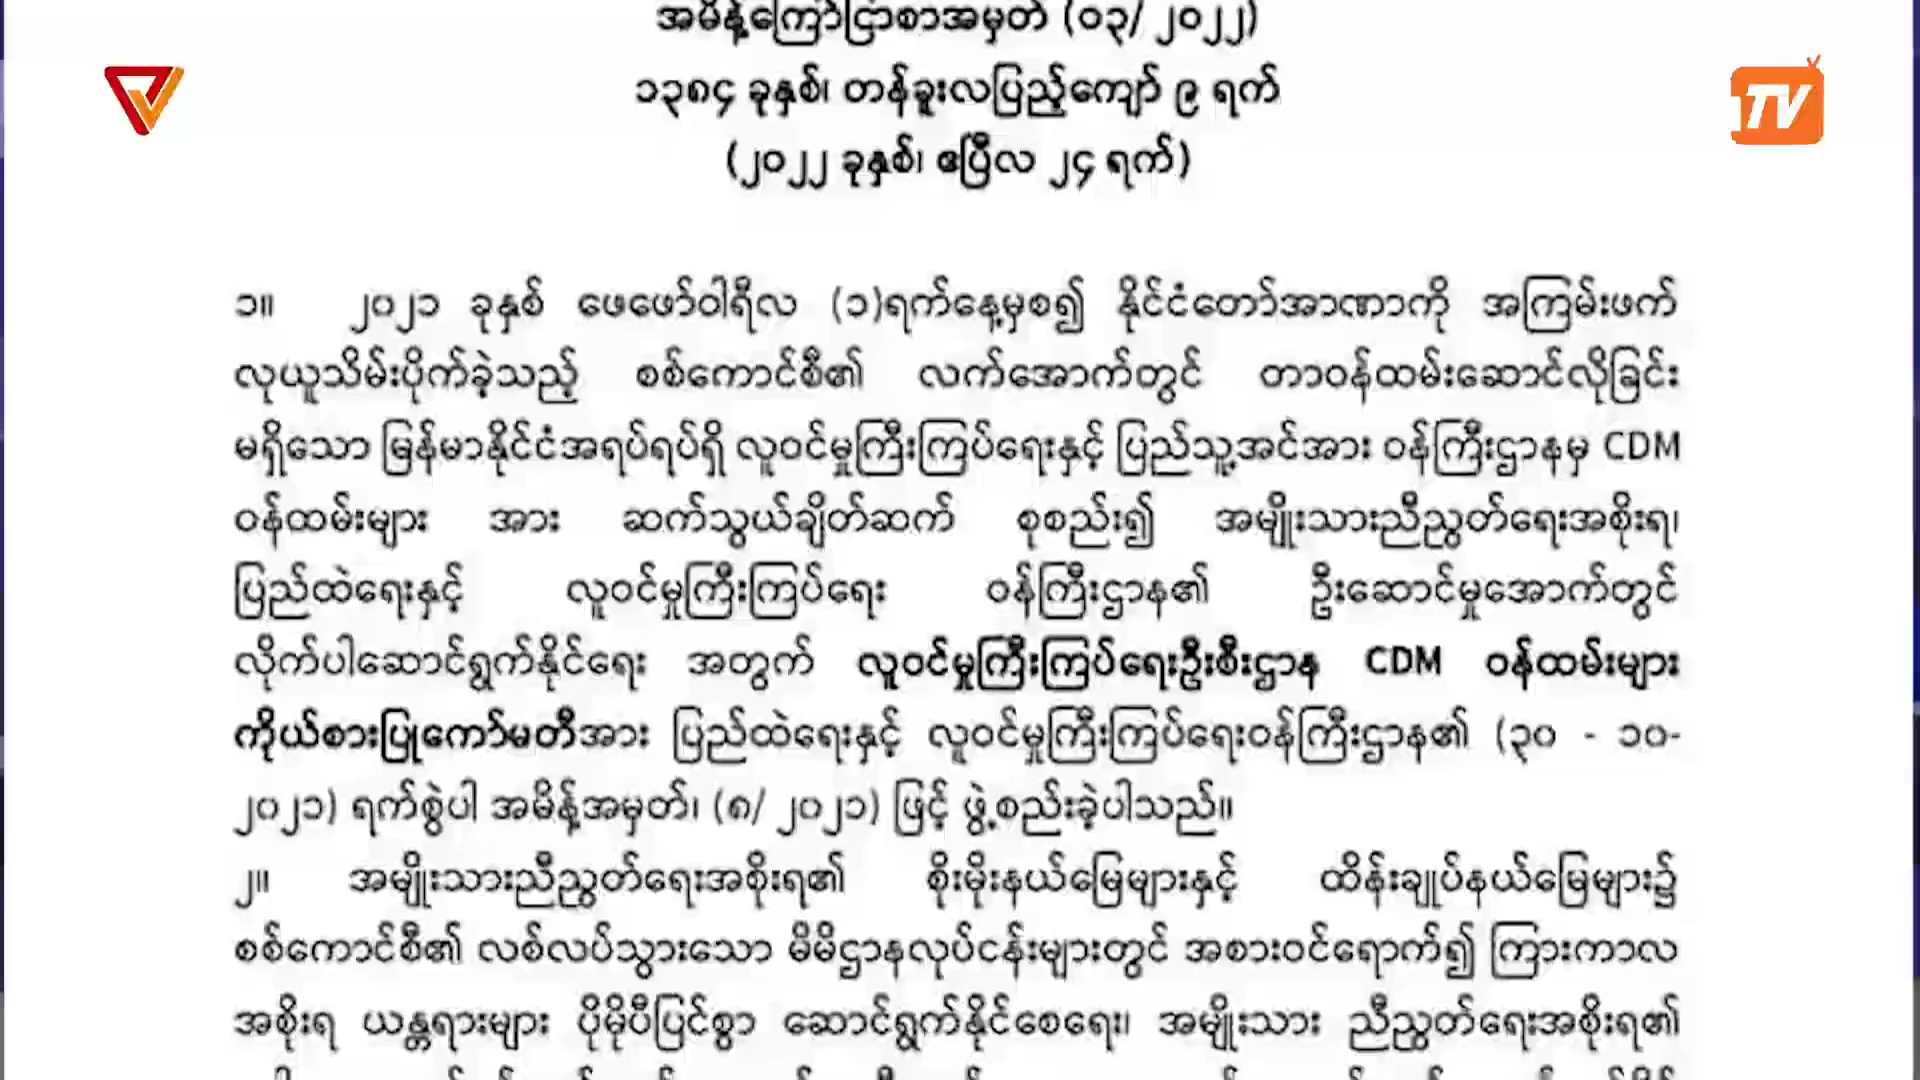 အမိန့်ကြော်ငြာစာအမှတ် (၀၃/ ၂၀၂၂)
TV
၁၃၈၄ ခုနှစ်၊ တန်ခူးလပြည့်ကျော် ၉ ရက်
(၂၀၂၂ ခုနှစ်၊ ဧပြီလ ၂၄ ရက်)
၁။ ၂၀၂၁ ခုနှစ် ဖေဖော်ဝါရီလ (၁)ရက်နေ့မှစ၍ နိုင်ငံတော်အာဏာကို အကြမ်းဖက်
လုယူသိမ်းပိုက်ခဲ့သည့် စစ်ကောင်စီ၏ လက်အောက်တွင် တာဝန်ထမ်းဆောင်လိုခြင်း
မရှိသော မြန်မာနိုင်ငံအရပ်ရပ်ရှိ လူဝင်မှုကြီးကြပ်ရေးနှင့် ပြည်သူ့အင်အား ဝန်ကြီးဌာနမှ CDM
ဝန်ထမ်းများ အား ဆက်သွယ်ချိတ်ဆက် စုစည်း၍ အမျိုးသားညီညွတ်ရေးအစိုးရ၊
ပြည်ထဲရေးနှင့် လူဝင်မှုကြီးကြပ်ရေး ဝန်ကြီးဌာန၏ ဦးဆောင်မှုအောက်တွင်
လိုက်ပါဆောင်ရွက်နိုင်ရေး အတွက် လူဝင်မှုကြီးကြပ်ရေးဦးစီးဌာန CDM ဝန်ထမ်းများ
ကိုယ်စားပြုကော်မတီအား ပြည်ထဲရေးနှင့် လူဝင်မှုကြီးကြပ်ရေးဝန်ကြီးဌာန၏ (၃၀ - ၁၀-
၂၀၂၁) ရက်စွဲပါ အမိန့်အမှတ်၊ (၈/ ၂၀၂၁) ဖြင့် ဖွဲ့စည်းခဲ့ပါသည်။
၂။ အမျိုးသားညီညွတ်ရေးအစိုးရ၏ စိုးမိုးနယ်မြေများနှင့် ထိန်းချုပ်နယ်မြေများ၌
စစ်ကောင်စီ၏ လစ်လပ်သွားသော မိမိဌာနလုပ်ငန်းများတွင် အစားဝင်ရောက်၍ ကြားကာလ
အစိုးရ ယန္တရားများ ပိုမိုပီပြင်စွာ ဆောင်ရွက်နိုင်စေရေး၊ အမျိုးသား ညီညွတ်ရေးအစိုးရ၏